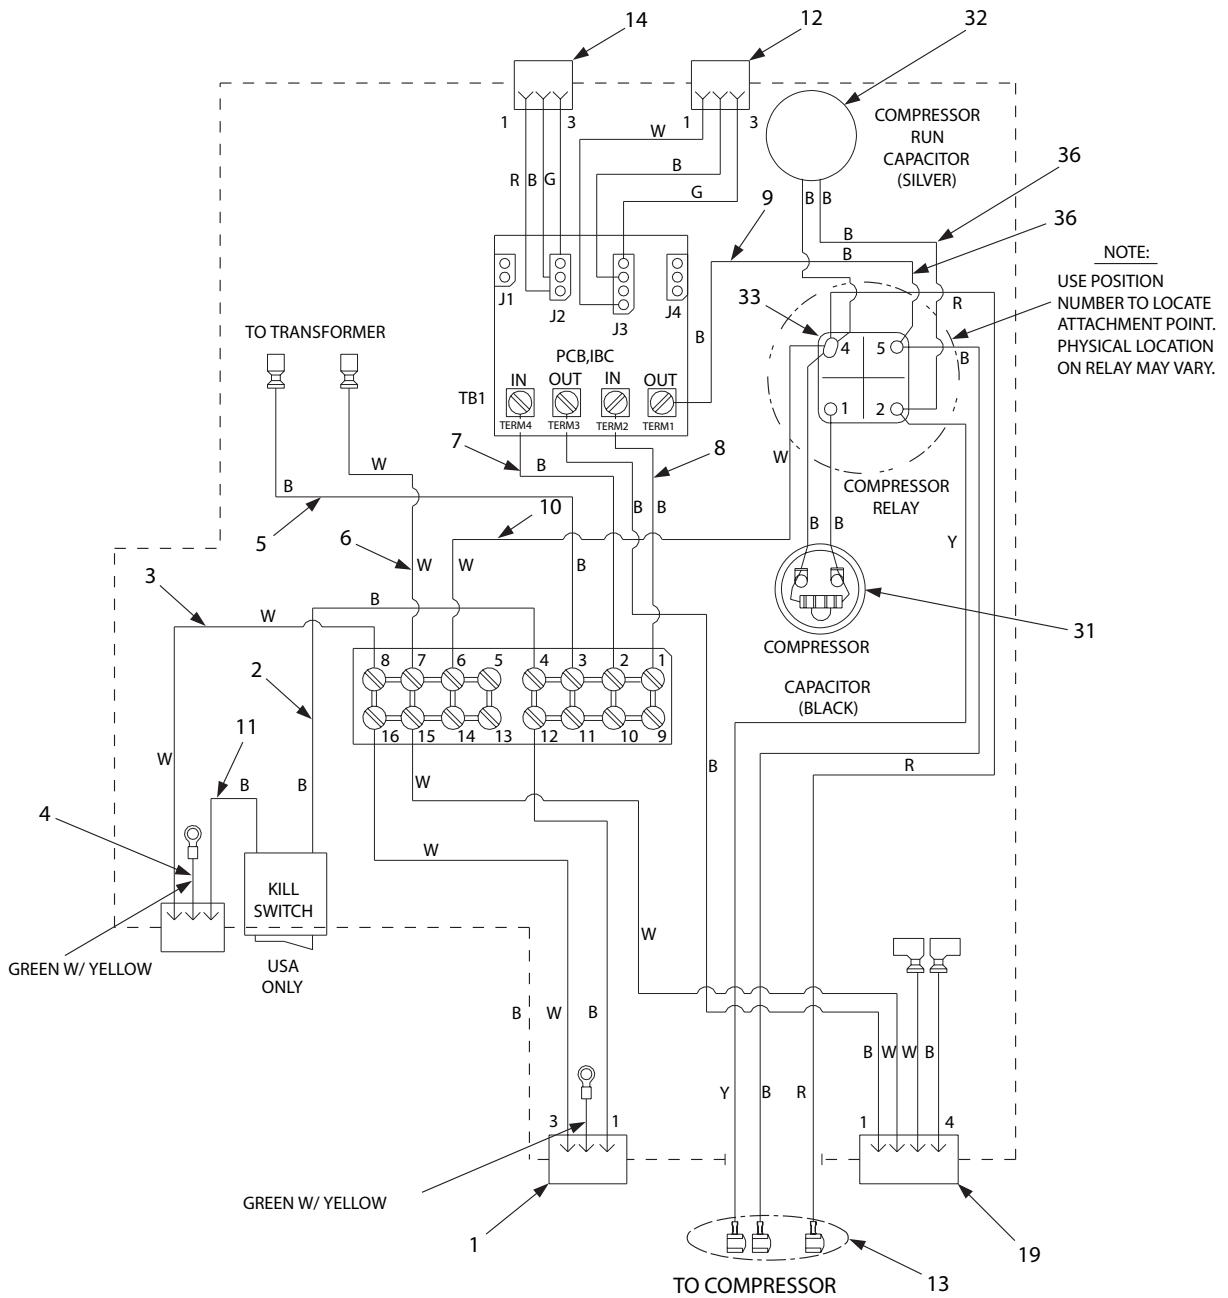 14
12
32
1
3
1
3
COMPRESSOR
RUN
CAPACITOR
(SILVER)
W
B
G
R
B
G
B
B
36
36
9
B
B
NOTE:
USE POSITION
NUMBER TO LOCATE
ATTACHMENT POINT.
PHYSICAL LOCATION
ON RELAY MAY VARY.
J1
J2
J3
J4
33
R
TO TRANSFORMER
PCB,IBC
B
4
5
B
IN
OUT
IN
OUT
TB1
TERM4
TERM3
TERM2
TERM1
1
2
7
B
8
W
W
B
COMPRESSOR
RELAY
5
6
10
B
B
B
B
Y
W
W
B
3
W
B
31
COMPRESSOR
8
7
6
5
4
3
2
1
2
CAPACITOR
(BLACK)
16
15
14
13
12
11
10
9
11
W
B
B
W
B
R
4
W
KILL
SWITCH
W
GREEN W/ YELLOW
USA
ONLY
B
W
B
B
W
W
B
Y
B
R
3
1
1
4
GREEN W/ YELLOW
1
19
13
TO COMPRESSOR